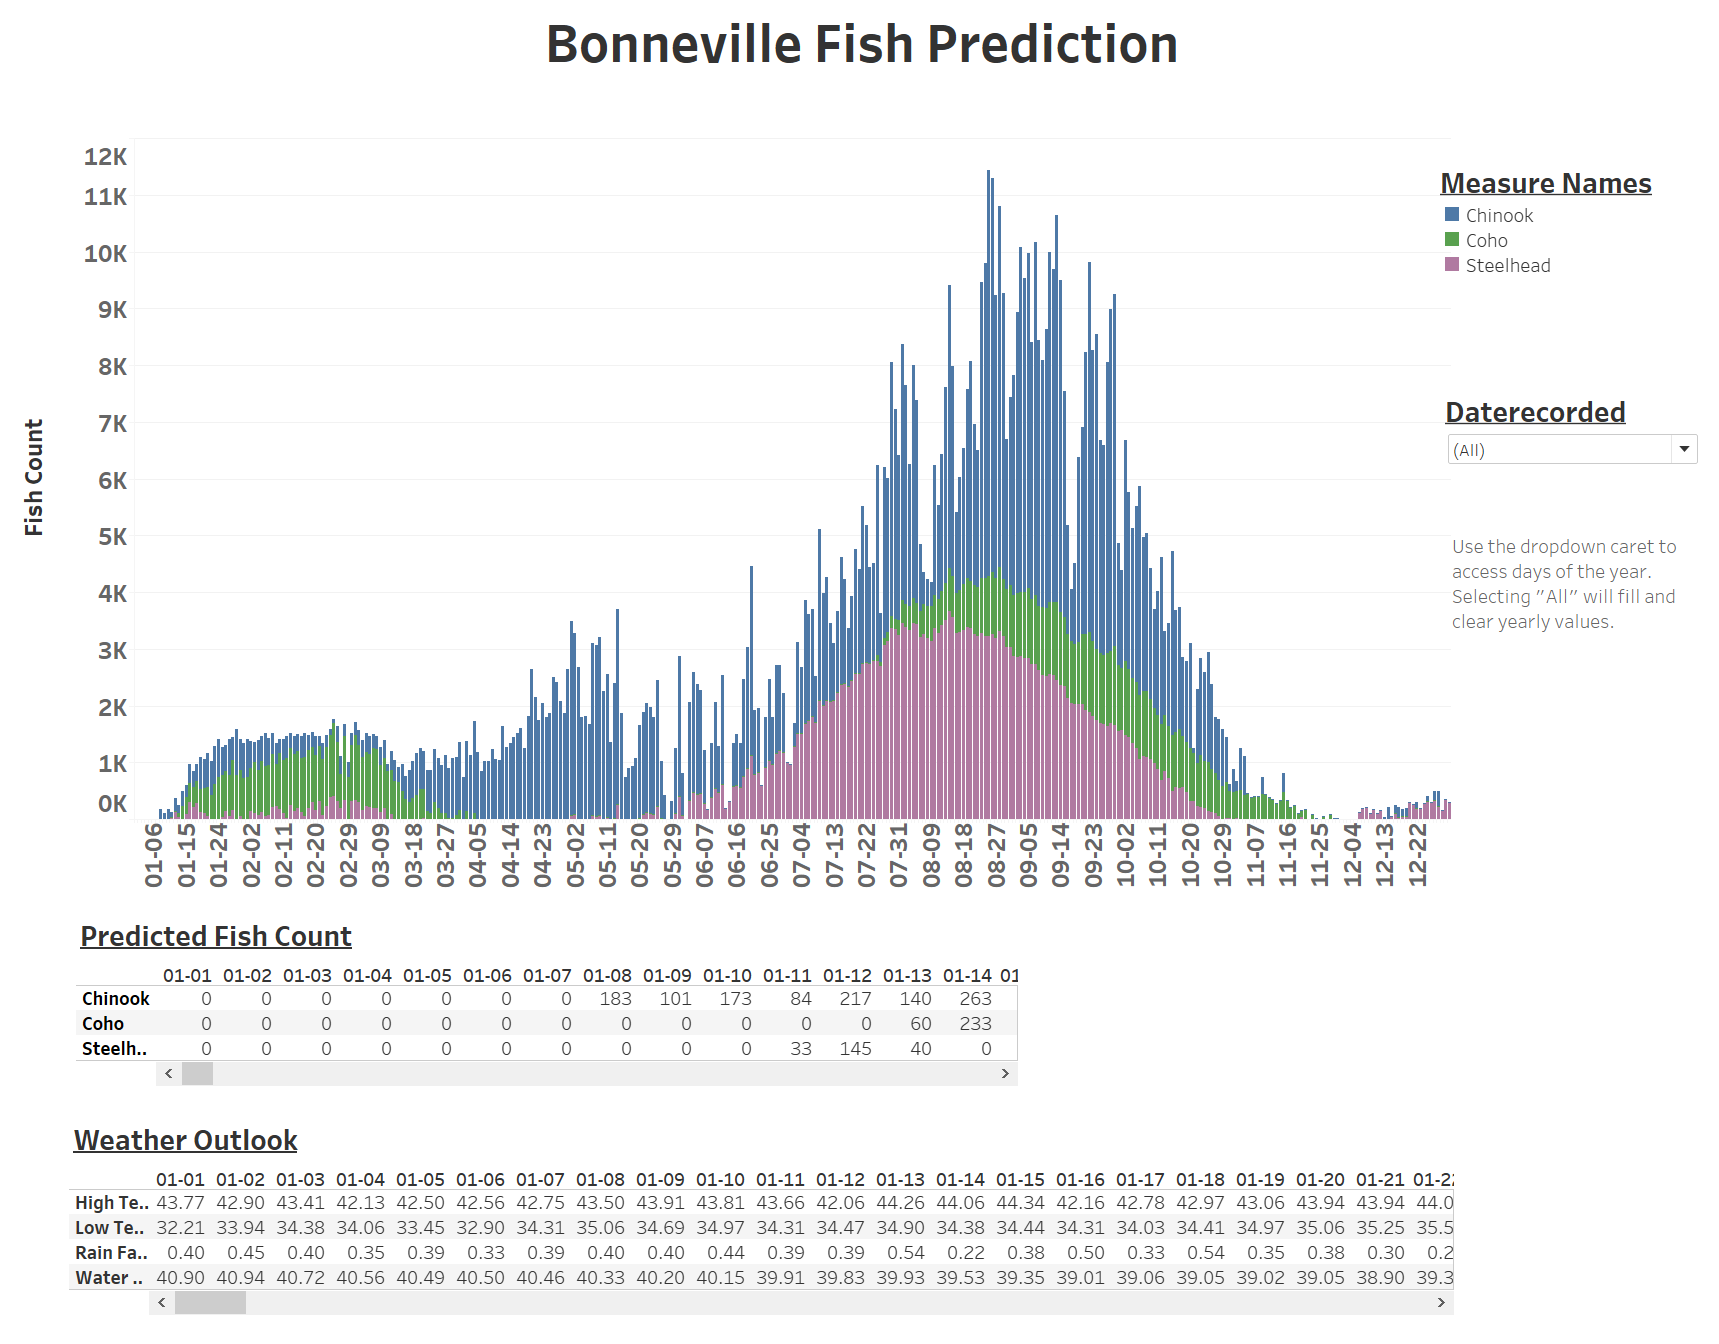 Bonneville Fish Prediction
12K
11K
10K
9K
8K
7K
6K
5K
4K
3K
2K
1K
0K
Fish Count
01-06 01-15 01-24 02-02 02-11 02-20 02-29 03-09 03-18 03-27 04-05 04-14 04-23 05-02 05-11 05-20 05-29 06-07 06-16 06-25 07-04 07-13 07-22 07-31 08-09 08-18 08-27 09-05 09-14 09-23 10-02 10-11 10-20 10-29 11-07 11-16 11-25 12-04 12-13 12-22
Measure Names
Chinook
Coho
Steelhead
Daterecorded
(All)
Use the dropdown caret to
access days of the year.
Selecting "All" will fill and
clear yearly values.
Predicted Fish Count
01-01 01-02 01-03 01-04 01-05 01-06 01-07 01-08 01-09 01-10 01-11 01-12 01-13 01-14 01
Chinook 0 0 0 0 0 0 0 183 101 173 84 217 140 263
Coho 0 0 0 0 0 0 0 0 0 0 0 0 60 233
Steelh.. 0 0 0 0 0 0 0 0 0 0 33 145 40 0
Weather Outlook
01-01 01-02 01-03 01-04 01-05 01-06 01-07 01-08 01-09 01-10 01-11 01-12 01-13 01-14 01-15 01-16 01-17 01-18 01-19 01-20 01-21 01-22
High Te.. 43.77 42.90 43.41 42.13 42.50 42.56 42.75 43.50 43.91 43.81 43.66 42.06 44.26 44.06 44.34 42.16 42.78 42.97 43.06 43.94 43.94 44.0
Low Te.. 32.21 33.94 34.38 34.06 33.45 32.90 34.31 35.06 34.69 34.97 34.31 34.47 34.90 34.38 34.44 34.31 34.03 34.41 34.97 35.06 35.25 35.5
Rain Fa.. 0.40 0.45 0.40 0.35 0.39 0.33 0.39 0.40 0.40 0.44 0.39 0.39 0.54 0.22 0.38 0.50 0.33 0.54 0.35 0.38 0.30 0.2
Water .. 40.90 40.94 40.72 40.56 40.49 40.50 40.46 40.33 40.20 40.15 39.91 39.83 39.93 39.53 39.35 39.01 39.06 39.05 39.02 39.05 38.90 39.3